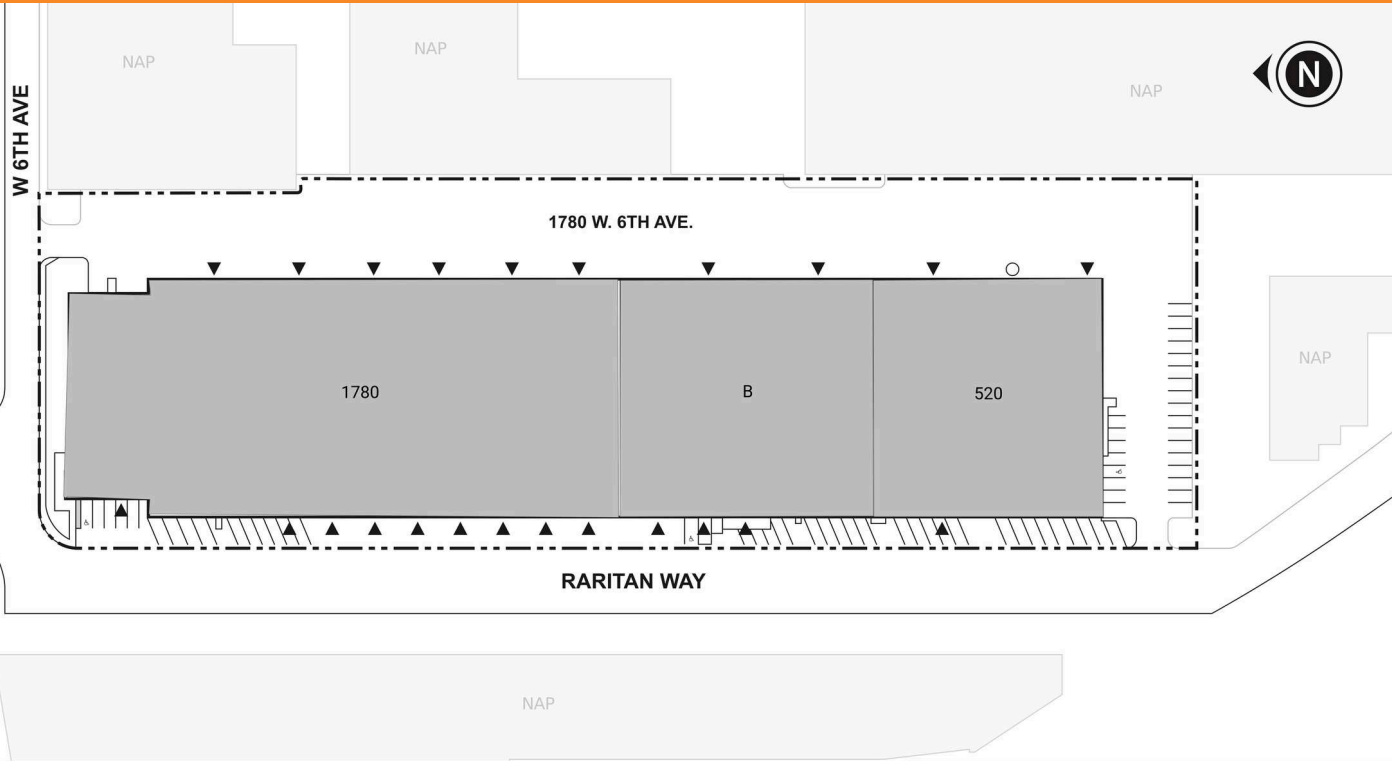 NAP
NAP
NAP
N
W 6TH AVE
1780 W. 6TH AVE.
1780
B
520
NAP
RARITAN WAY
NAP